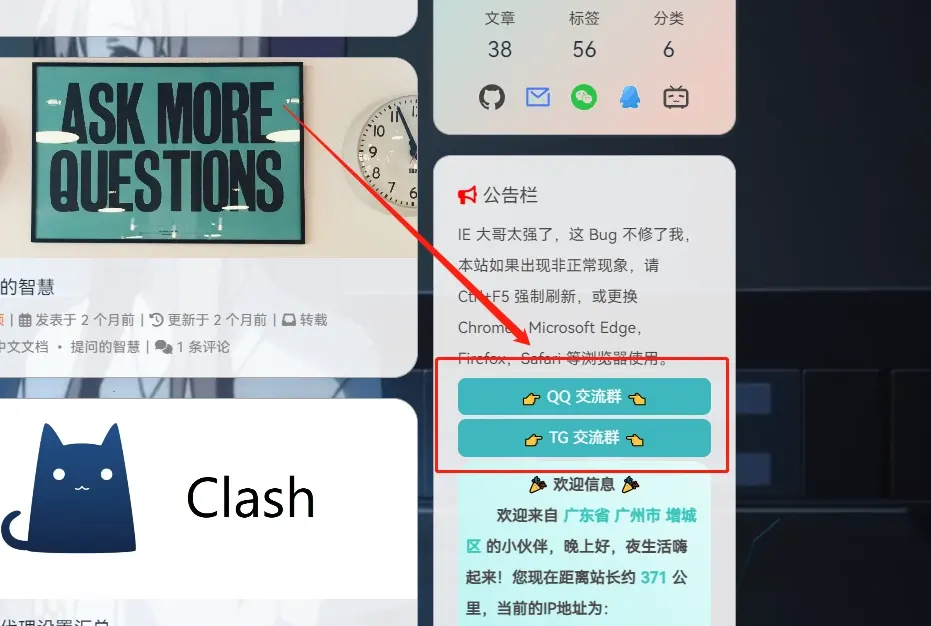 ASK MORE
QUESTIONS
的智慧
发表于 2 个月前 | 更新于 2 个月前 | 转载
中文文档 • 提问的智慧 | 1 条评论
Clash
文章 标签 分类
38 56 6
公告栏
IE 大哥太强了，这 Bug 不修了我，
本站如果出现非正常现象，请
Ctrl+F5 强制刷新，或更换
Chrome、Microsoft Edge，
Firefox，Safari 等浏览器使用。
👉 QQ 交流群 👈
👉 TG 交流群 👈
🎉 欢迎信息 🎉
欢迎来自 广东省 广州市 增城
区 的小伙伴，晚上好，夜生活嗨
起来！您现在距离站长约 371 公
里，当前的IP地址为：